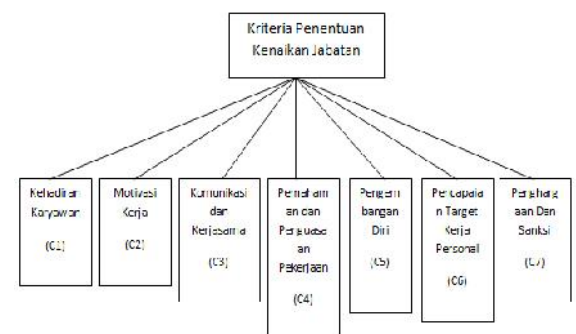 Kriteria Penentuan
Kenaikan Jabatan
Kehadiran
Karyawan
(C1)
Motivasi
Kerja
(C2)
Komunikasi
dan
Kerjasama
(C3)
Pemaham
an dan
Penguasa
an
Pekerjaan
(C4)
Pengem
bangan
Diri
(C5)
Pencapaia
n Target
Kerja
Personal
(C6)
Pengharg
aan Dan
Sanksi
(C7)